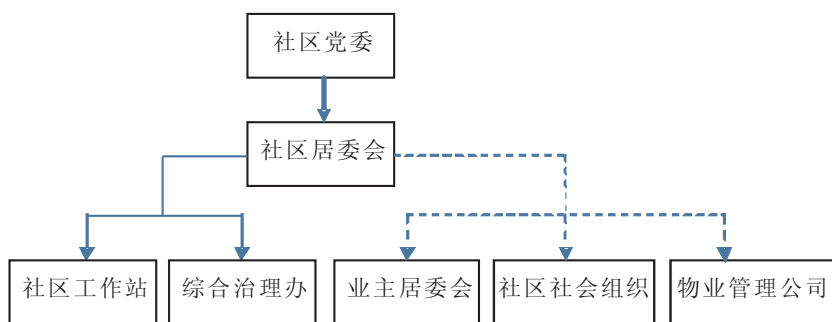 社区党委
社区居委会
社区工作站
综合治理办
业主居委会
社区社会组织
物业管理公司